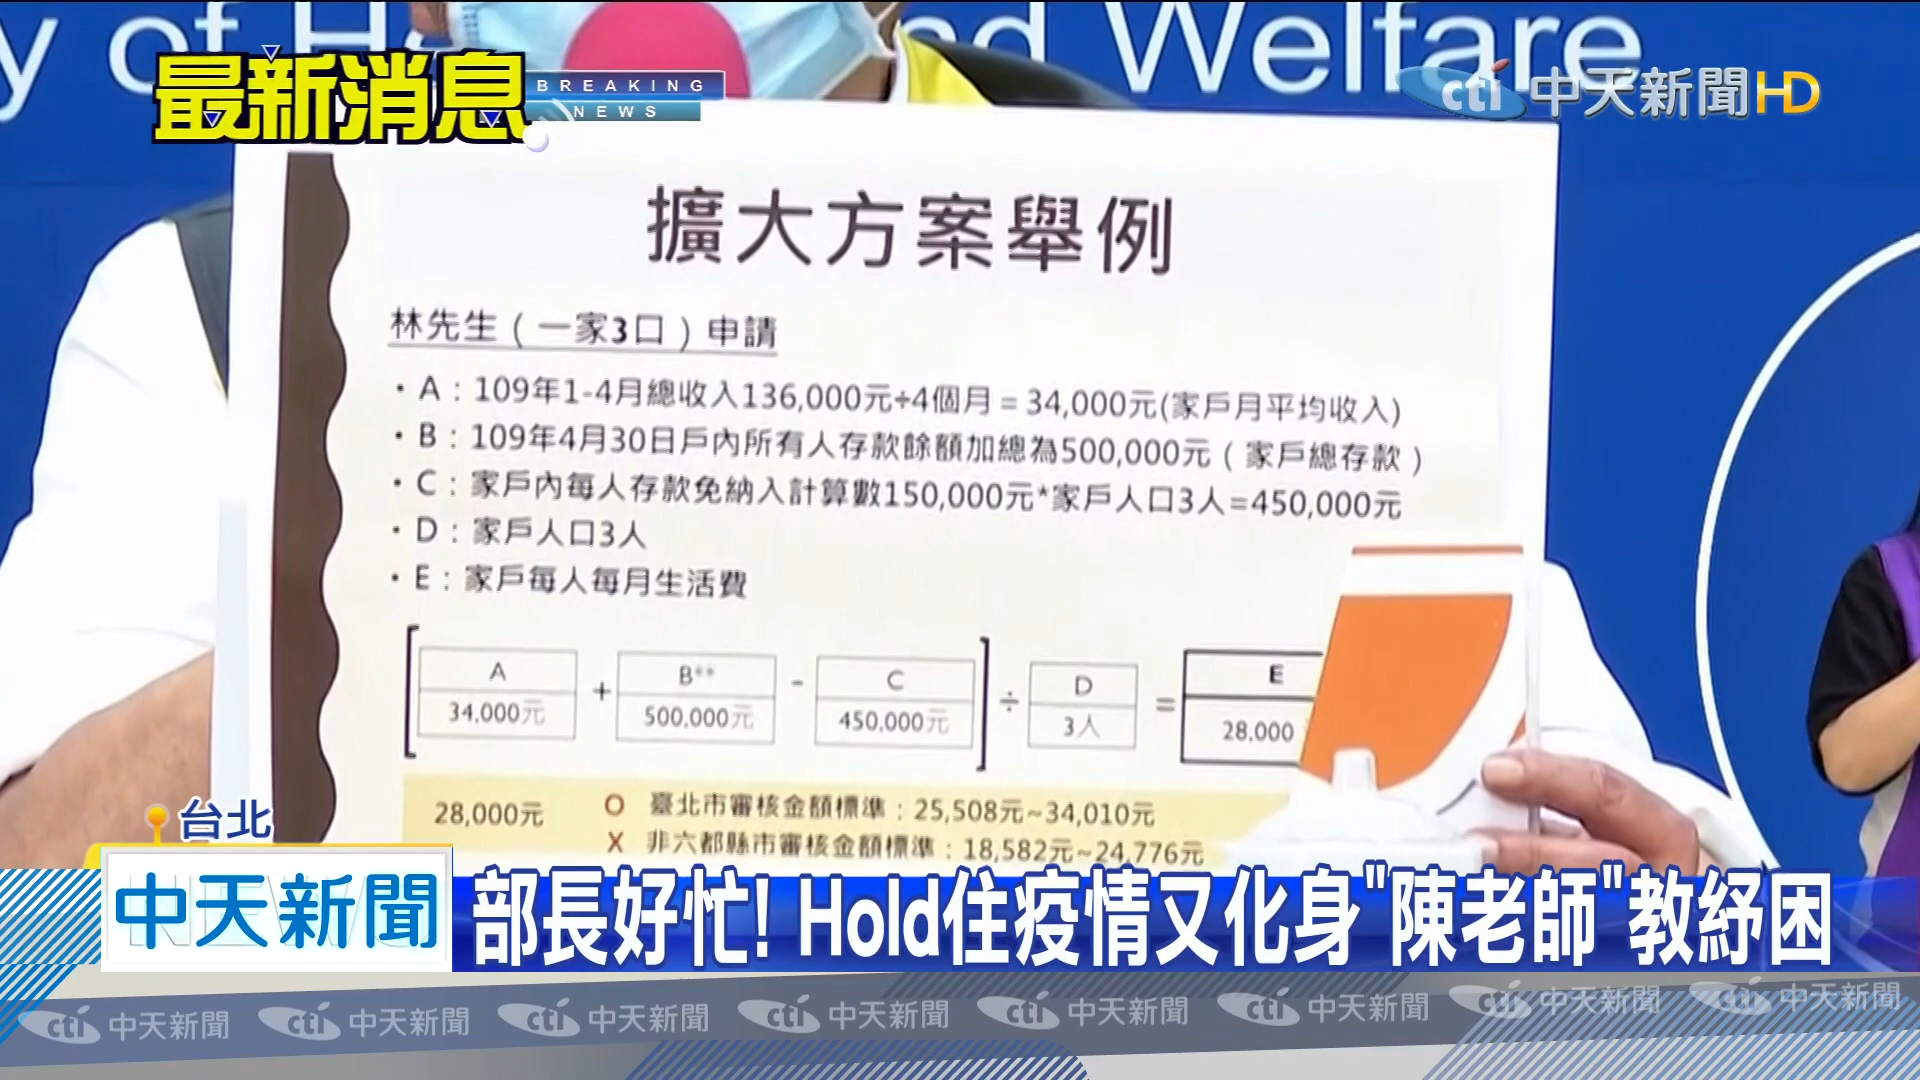 y of H    nd Welfare
最新消息
BREAKING
NEWS
cti 中天新聞HD
擴大方案舉例
林先生（一家3口）申請
・A：109年1-4月總收入136,000元÷4個月＝34,000元(家戶月平均收入)
・B：109年4月30日戶內所有人存款餘額加總為500,000元（家戶總存款）
・C：家戶內每人存款免納入計算數150,000元*家戶人口3人=450,000元
・D：家戶人口3人
・E：家戶每人每月生活費
[ A + B** - C ] ÷ D = E
34,000元 500,000元 450,000元 3人 28,000
28,000元 O 臺北市審核金額標準：25,508元~34,010元
X 非六都縣市審核金額標準：18,582元~24,776元
台北
中天新聞
部長好忙! Hold住疫情又化身"陳老師"教紓困
cti 中天新聞 cti 中天新聞 cti 中天新聞 cti 中天新聞 cti 中天新聞 cti 中天新聞 cti 中天新聞 cti 中天新聞